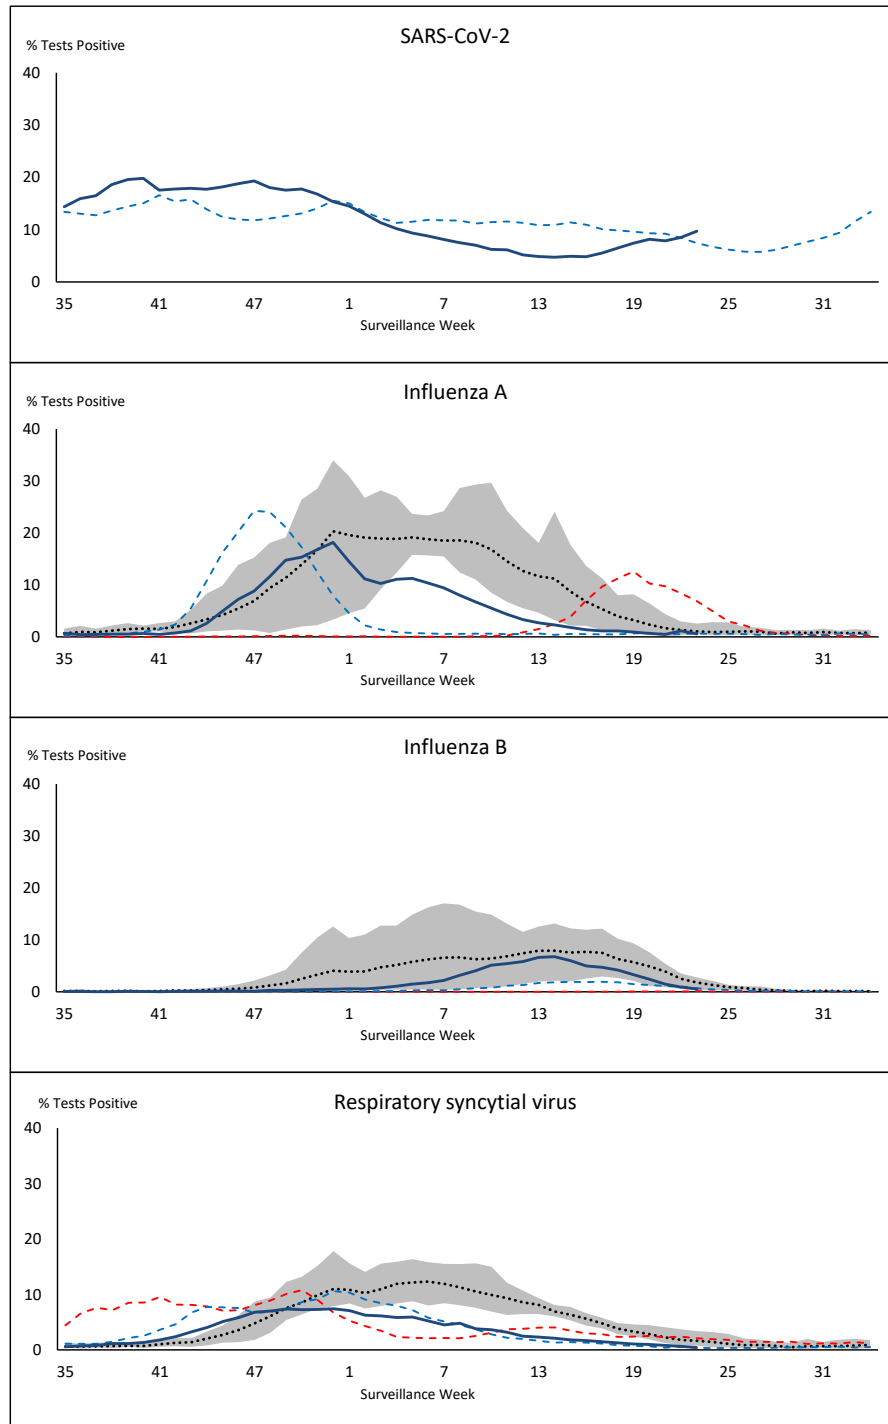 SARS-CoV-2
% Tests Positive
40
30
20
10
0
35 41 47 1 7 13 19 25 31
Surveillance Week
Influenza A
% Tests Positive
40
30
20
10
0
35 41 47 1 7 13 19 25 31
Surveillance Week
Influenza B
% Tests Positive
40
30
20
10
0
35 41 47 1 7 13 19 25 31
Surveillance Week
Respiratory syncytial virus
% Tests Positive
40
30
20
10
0
35 41 47 1 7 13 19 25 31
Surveillance Week